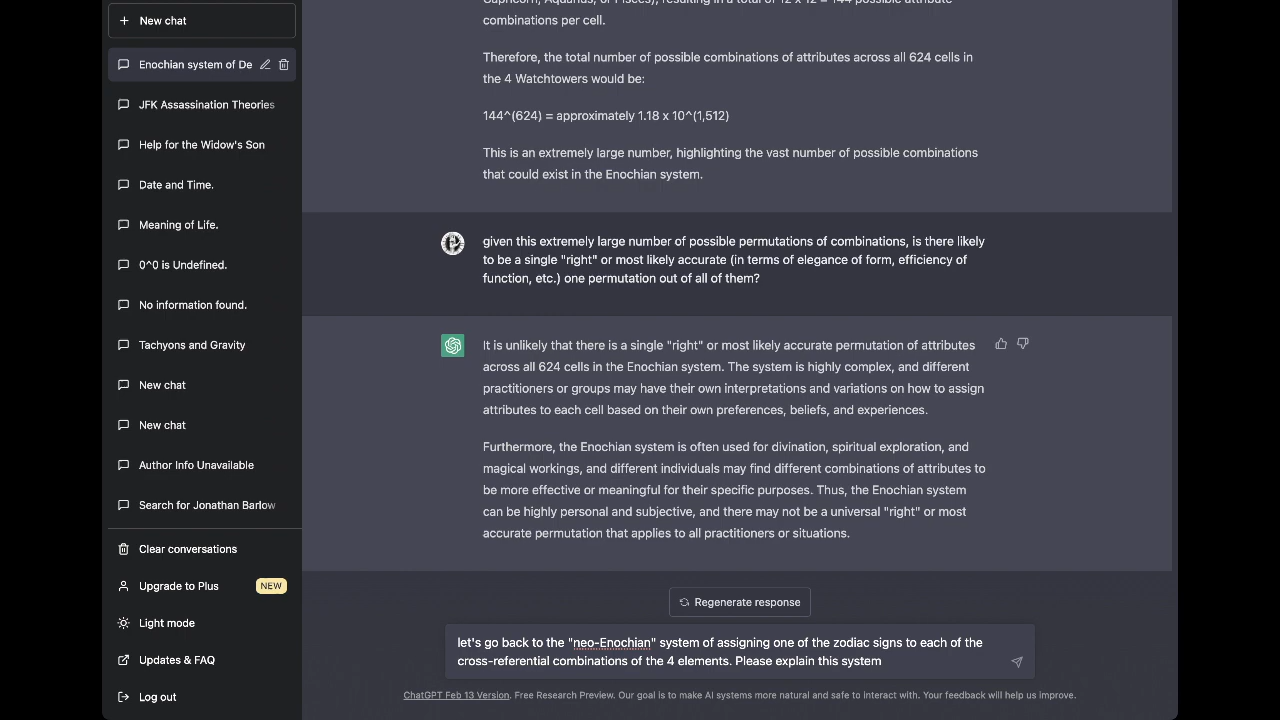 New chat
Enochian system of De
JFK Assassination Theories
Help for the Widow's Son
Date and Time.
Meaning of Life.
0^0 is Undefined.
No information found.
Tachyons and Gravity
New chat
New chat
Author Info Unavailable
Search for Jonathan Barlow
Clear conversations
Upgrade to Plus NEW
Light mode
Updates & FAQ
Log out
Capricorn, Aquarius, or Pisces), resulting in a total of 12 x 12 = 144 possible attribute
combinations per cell.
Therefore, the total number of possible combinations of attributes across all 624 cells in
the 4 Watchtowers would be:
144^(624) = approximately 1.18 x 10^(1,512)
This is an extremely large number, highlighting the vast number of possible combinations
that could exist in the Enochian system.
given this extremely large number of possible permutations of combinations, is there likely
to be a single "right" or most likely accurate (in terms of elegance of form, efficiency of
function, etc.) one permutation out of all of them?
It is unlikely that there is a single "right" or most likely accurate permutation of attributes
across all 624 cells in the Enochian system. The system is highly complex, and different
practitioners or groups may have their own interpretations and variations on how to assign
attributes to each cell based on their own preferences, beliefs, and experiences.
Furthermore, the Enochian system is often used for divination, spiritual exploration, and
magical workings, and different individuals may find different combinations of attributes to
be more effective or meaningful for their specific purposes. Thus, the Enochian system
can be highly personal and subjective, and there may not be a universal "right" or most
accurate permutation that applies to all practitioners or situations.
Regenerate response
let's go back to the "neo-Enochian" system of assigning one of the zodiac signs to each of the
cross-referential combinations of the 4 elements. Please explain this system
ChatGPT Feb 13 Version. Free Research Preview. Our goal is to make AI systems more natural and safe to interact with. Your feedback will help us improve.